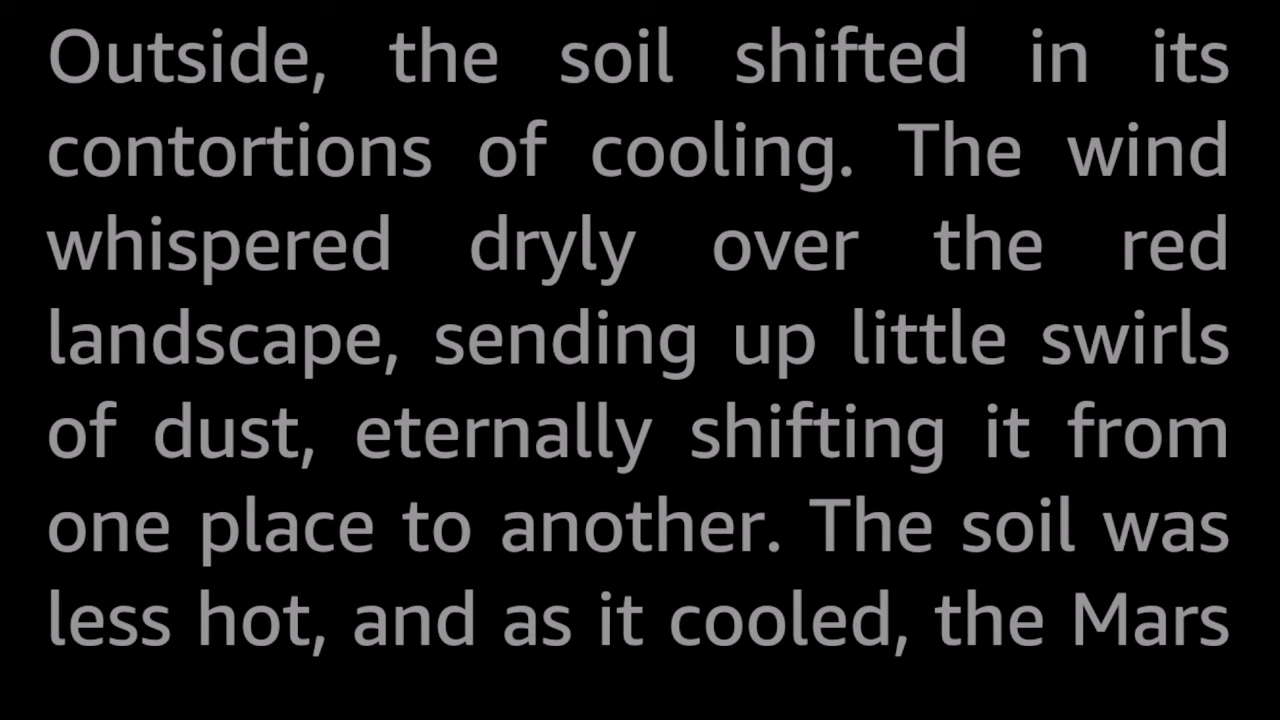 Outside, the soil shifted in its
contortions of cooling. The wind
whispered dryly over the red
landscape, sending up little swirls
of dust, eternally shifting it from
one place to another. The soil was
less hot, and as it cooled, the Mars